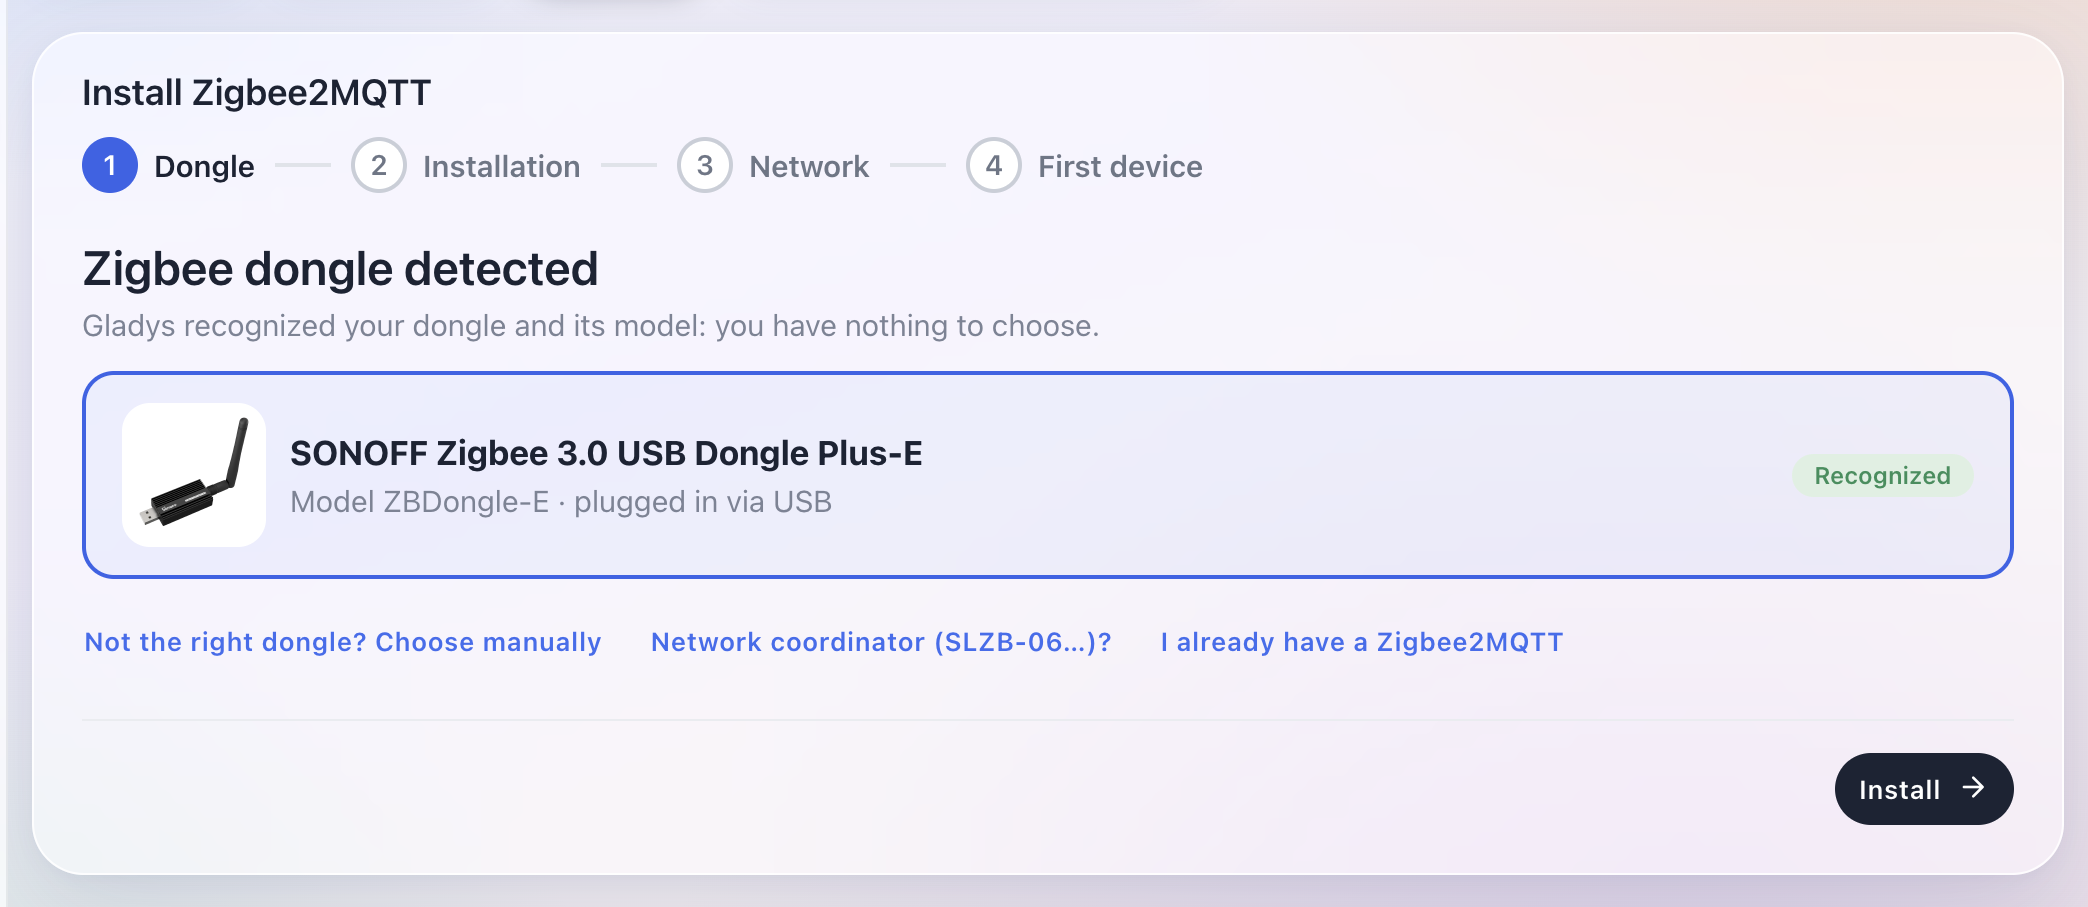 Install Zigbee2MQTT
1 Dongle 2 Installation 3 Network 4 First device
Zigbee dongle detected
Gladys recognized your dongle and its model: you have nothing to choose.
SONOFF Zigbee 3.0 USB Dongle Plus-E
Model ZBDongle-E · plugged in via USB
Recognized
Not the right dongle? Choose manually Network coordinator (SLZB-06...)? I already have a Zigbee2MQTT
Install →